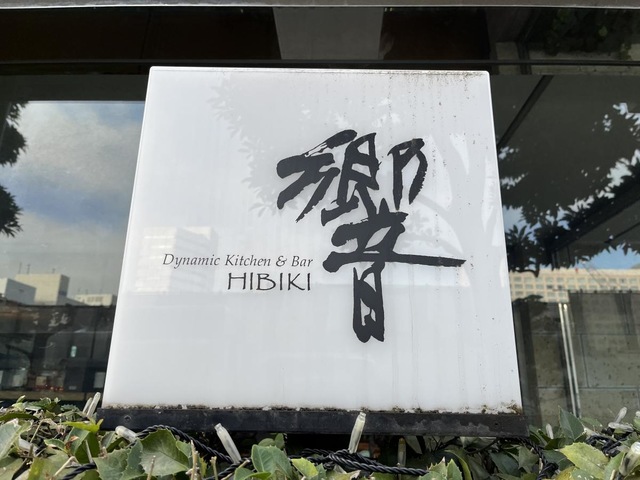 響
Dynamic Kitchen & Bar
HIBIKI